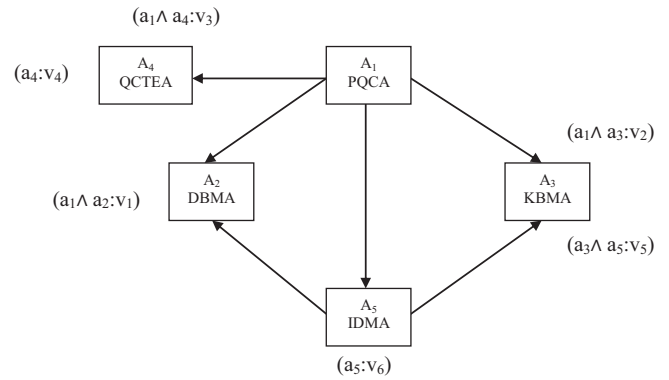 (a₁∧ a₄:v₃)
(a₄:v₄)
A₄
QCTEA
A₁
PQCA
(a₁∧ a₃:v₂)
(a₁∧ a₂:v₁)
A₂
DBMA
A₃
KBMA
(a₃∧ a₅:v₅)
A₅
IDMA
(a₅:v₆)